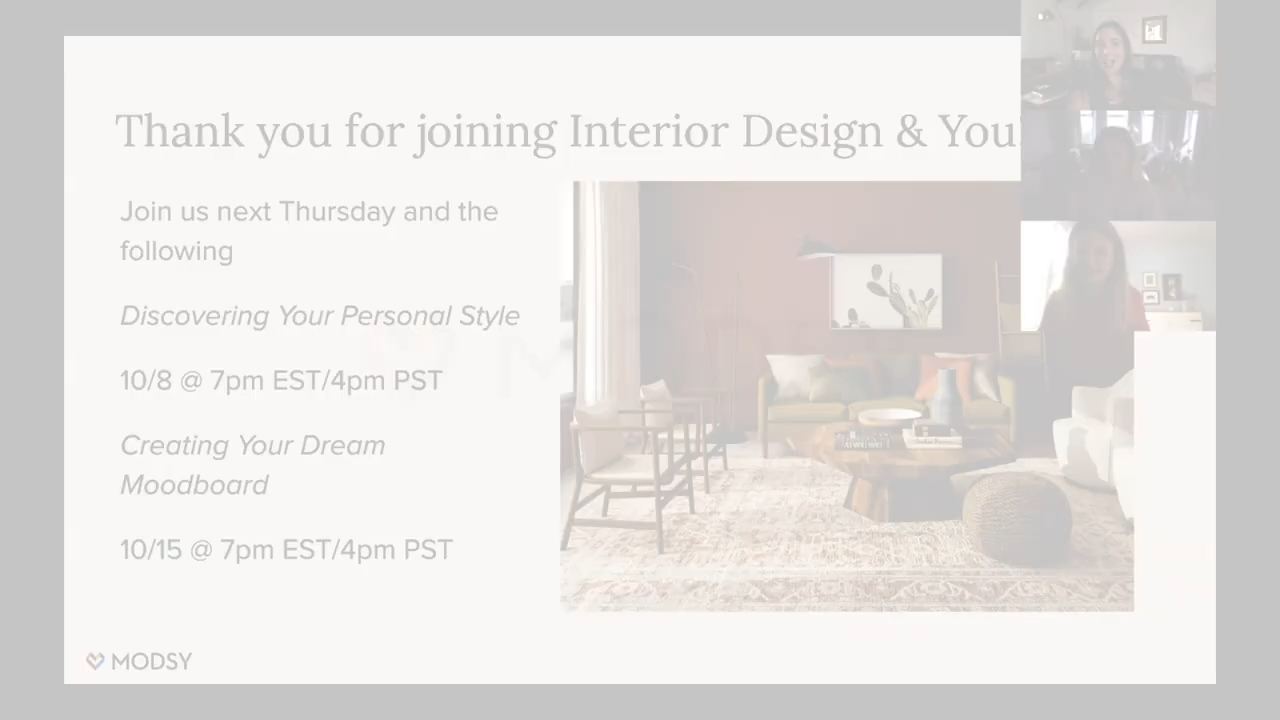 Thank you for joining Interior Design & You
Join us next Thursday and the
following
Discovering Your Personal Style
10/8 @ 7pm EST/4pm PST
Creating Your Dream
Moodboard
10/15 @ 7pm EST/4pm PST
MODSY